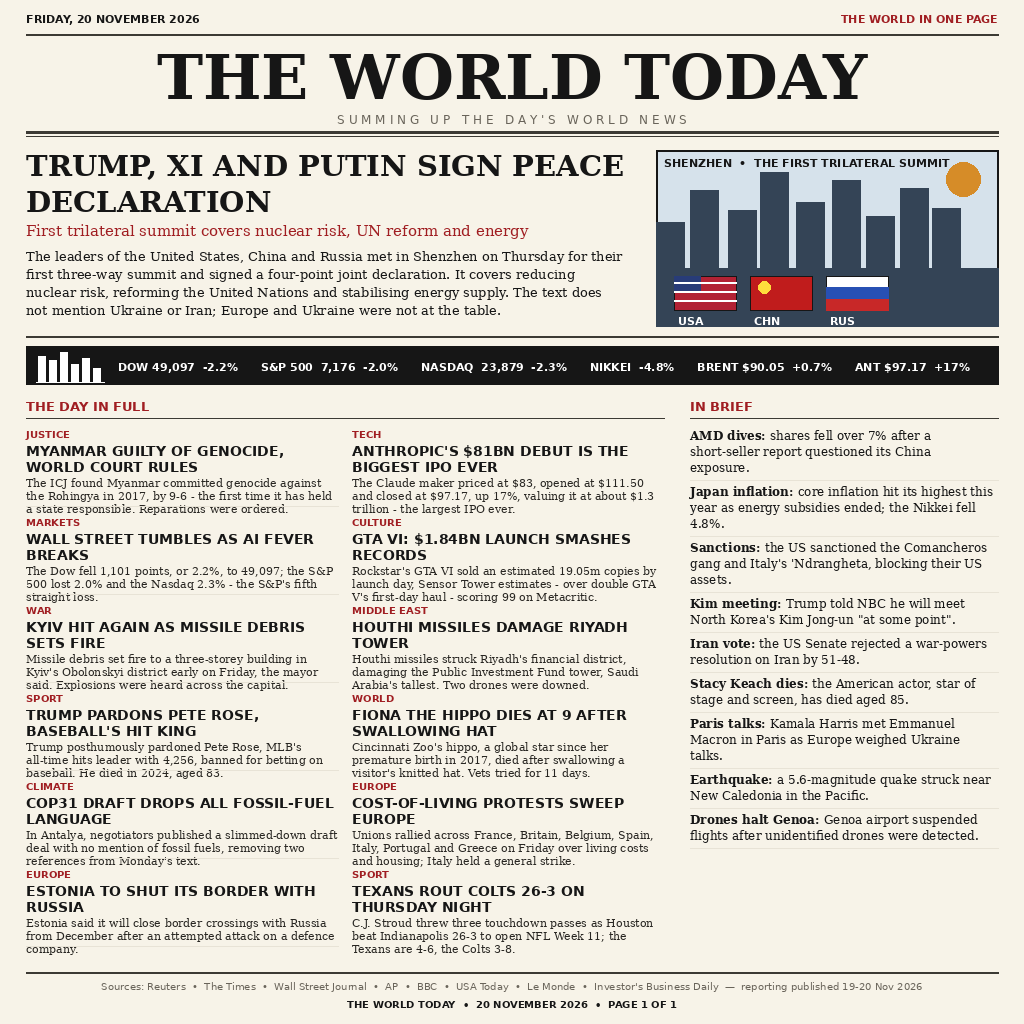 FRIDAY, 20 NOVEMBER 2026
THE WORLD IN ONE PAGE
THE WORLD TODAY
SUMMING UP THE DAY'S WORLD NEWS
TRUMP, XI AND PUTIN SIGN PEACE
DECLARATION
First trilateral summit covers nuclear risk, UN reform and energy
The leaders of the United States, China and Russia met in Shenzhen on Thursday for their
first three-way summit and signed a four-point joint declaration. It covers reducing
nuclear risk, reforming the United Nations and stabilising energy supply. The text does
not mention Ukraine or Iran; Europe and Ukraine were not at the table.
SHENZHEN • THE FIRST TRILATERAL SUMMIT
USA CHN RUS
DOW 49,097 -2.2% S&P 500 7,176 -2.0% NASDAQ 23,879 -2.3% NIKKEI -4.8% BRENT $90.05 +0.7% ANT $97.17 +17%
THE DAY IN FULL
JUSTICE
MYANMAR GUILTY OF GENOCIDE,
WORLD COURT RULES
The ICJ found Myanmar committed genocide against
the Rohingya in 2017, by 9-6 - the first time it has held
a state responsible. Reparations were ordered.
MARKETS
WALL STREET TUMBLES AS AI FEVER
BREAKS
The Dow fell 1,101 points, or 2.2%, to 49,097; the S&P
500 lost 2.0% and the Nasdaq 2.3% - the S&P's fifth
straight loss.
WAR
KYIV HIT AGAIN AS MISSILE DEBRIS
SETS FIRE
Missile debris set fire to a three-storey building in
Kyiv's Obolonskyi district early on Friday, the mayor
said. Explosions were heard across the capital.
SPORT
TRUMP PARDONS PETE ROSE,
BASEBALL'S HIT KING
Trump posthumously pardoned Pete Rose, MLB's
all-time hits leader with 4,256, banned for betting on
baseball. He died in 2024, aged 83.
CLIMATE
COP31 DRAFT DROPS ALL FOSSIL-FUEL
LANGUAGE
In Antalya, negotiators published a slimmed-down draft
deal with no mention of fossil fuels, removing two
references from Monday's text.
EUROPE
ESTONIA TO SHUT ITS BORDER WITH
RUSSIA
Estonia said it will close border crossings with Russia
from December after an attempted attack on a defence
company.
TECH
ANTHROPIC'S $81BN DEBUT IS THE
BIGGEST IPO EVER
The Claude maker priced at $83, opened at $111.50
and closed at $97.17, up 17%, valuing it at about $1.3
trillion - the largest IPO ever.
CULTURE
GTA VI: $1.84BN LAUNCH SMASHES
RECORDS
Rockstar's GTA VI sold an estimated 19.05m copies by
launch day, Sensor Tower estimates - over double GTA
V's first-day haul - scoring 99 on Metacritic.
MIDDLE EAST
HOUTHI MISSILES DAMAGE RIYADH
TOWER
Houthi missiles struck Riyadh's financial district,
damaging the Public Investment Fund tower, Saudi
Arabia's tallest. Two drones were downed.
WORLD
FIONA THE HIPPO DIES AT 9 AFTER
SWALLOWING HAT
Cincinnati Zoo's hippo, a global star since her
premature birth in 2017, died after swallowing a
visitor's knitted hat. Vets tried for 11 days.
EUROPE
COST-OF-LIVING PROTESTS SWEEP
EUROPE
Unions rallied across France, Britain, Belgium, Spain,
Italy, Portugal and Greece on Friday over living costs
and housing; Italy held a general strike.
SPORT
TEXANS ROUT COLTS 26-3 ON
THURSDAY NIGHT
C.J. Stroud threw three touchdown passes as Houston
beat Indianapolis 26-3 to open NFL Week 11; the
Texans are 4-6, the Colts 3-8.
IN BRIEF
AMD dives: shares fell over 7% after a
short-seller report questioned its China
exposure.
Japan inflation: core inflation hit its highest this
year as energy subsidies ended; the Nikkei fell
4.8%.
Sanctions: the US sanctioned the Comancheros
gang and Italy's 'Ndrangheta, blocking their US
assets.
Kim meeting: Trump told NBC he will meet
North Korea's Kim Jong-un "at some point".
Iran vote: the US Senate rejected a war-powers
resolution on Iran by 51-48.
Stacy Keach dies: the American actor, star of
stage and screen, has died aged 85.
Paris talks: Kamala Harris met Emmanuel
Macron in Paris as Europe weighed Ukraine
talks.
Earthquake: a 5.6-magnitude quake struck near
New Caledonia in the Pacific.
Drones halt Genoa: Genoa airport suspended
flights after unidentified drones were detected.
Sources: Reuters • The Times • Wall Street Journal • AP • BBC • USA Today • Le Monde • Investor's Business Daily — reporting published 19-20 Nov 2026
THE WORLD TODAY • 20 NOVEMBER 2026 • PAGE 1 OF 1